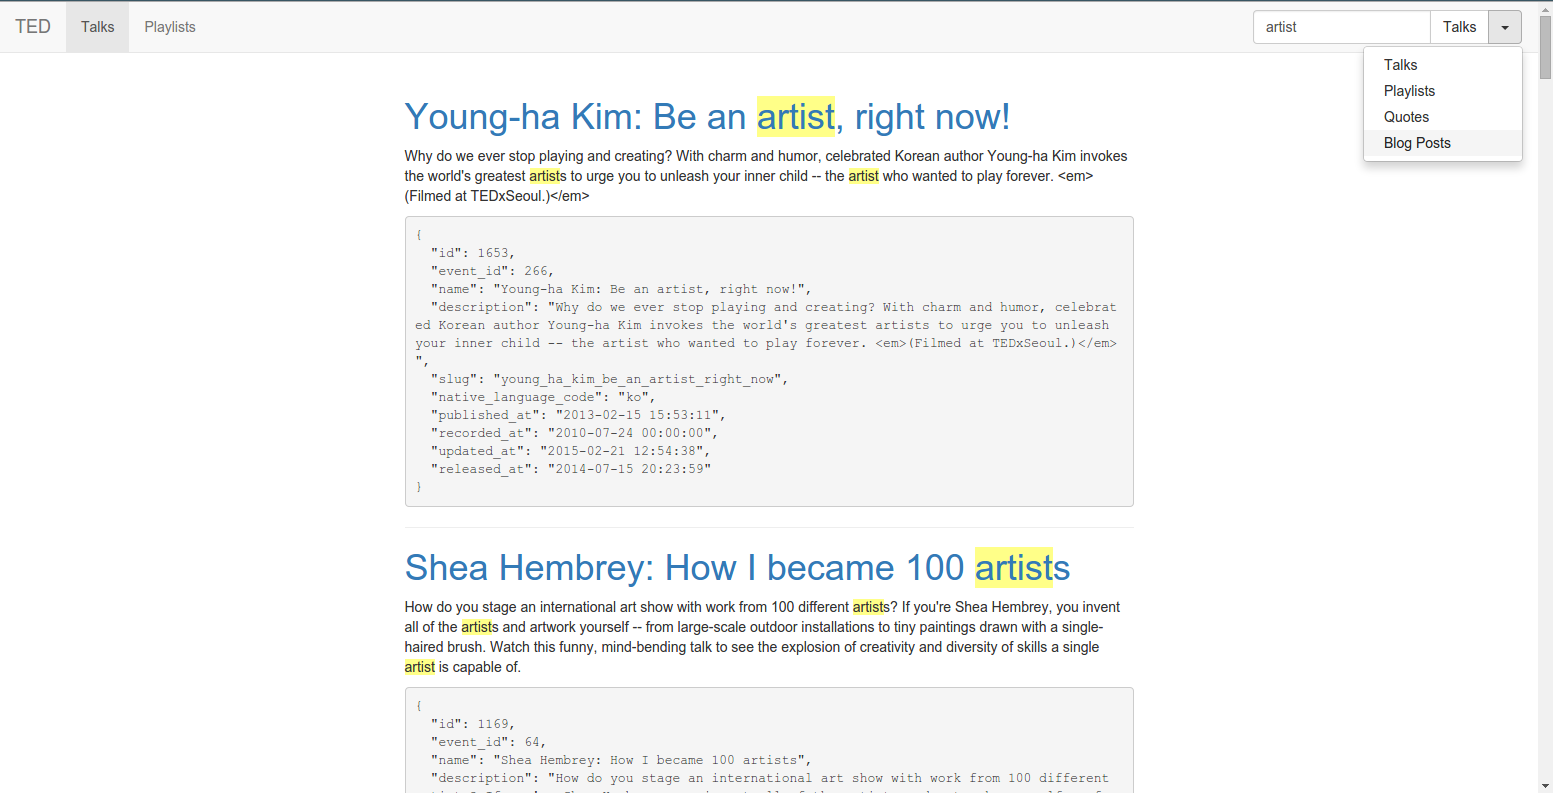 TED Talks Playlists artist Talks
Talks
Playlists
Quotes
Blog Posts
Young-ha Kim: Be an artist, right now!
Why do we ever stop playing and creating? With charm and humor, celebrated Korean author Young-ha Kim invokes
the world's greatest artists to urge you to unleash your inner child -- the artist who wanted to play forever. <em>
(Filmed at TEDxSeoul.)</em>
{
"id": 1653,
"event_id": 266,
"name": "Young-ha Kim: Be an artist, right now!",
"description": "Why do we ever stop playing and creating? With charm and humor, celebrat
ed Korean author Young-ha Kim invokes the world's greatest artists to urge you to unleash
your inner child -- the artist who wanted to play forever. <em>(Filmed at TEDxSeoul.)</em>
",
"slug": "young_ha_kim_be_an_artist_right_now",
"native_language_code": "ko",
"published_at": "2013-02-15 15:53:11",
"recorded_at": "2010-07-24 00:00:00",
"updated_at": "2015-02-21 12:54:38",
"released_at": "2014-07-15 20:23:59"
}
Shea Hembrey: How I became 100 artists
How do you stage an international art show with work from 100 different artists? If you're Shea Hembrey, you invent
all of the artists and artwork yourself -- from large-scale outdoor installations to tiny paintings drawn with a single-
haired brush. Watch this funny, mind-bending talk to see the explosion of creativity and diversity of skills a single
artist is capable of.
{
"id": 1169,
"event_id": 64,
"name": "Shea Hembrey: How I became 100 artists",
"description": "How do you stage an international art show with work from 100 different